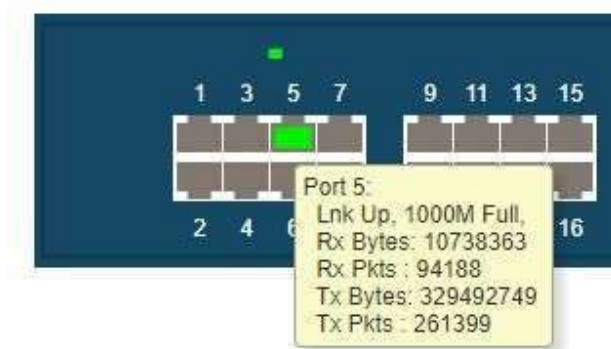 1 3 5 7 9 11 13 15
Port 5:
Lnk Up, 1000M Full,
Rx Bytes: 10738363
Rx Pkts : 94188
Tx Bytes: 329492749
Tx Pkts : 261399
2 4 16